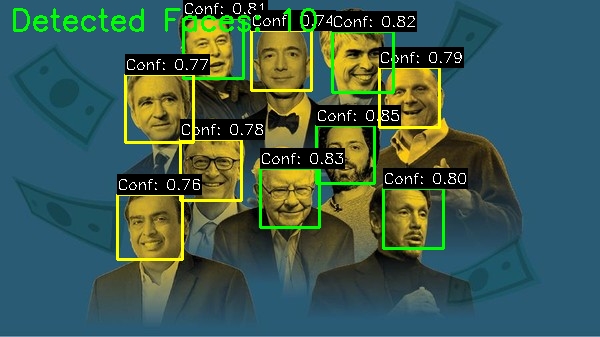 Detected Faces: 10
Conf: 0.81
Conf: 0.74
Conf: 0.82
Conf: 0.77
Conf: 0.79
Conf: 0.85
Conf: 0.78
Conf: 0.83
Conf: 0.76
Conf: 0.80